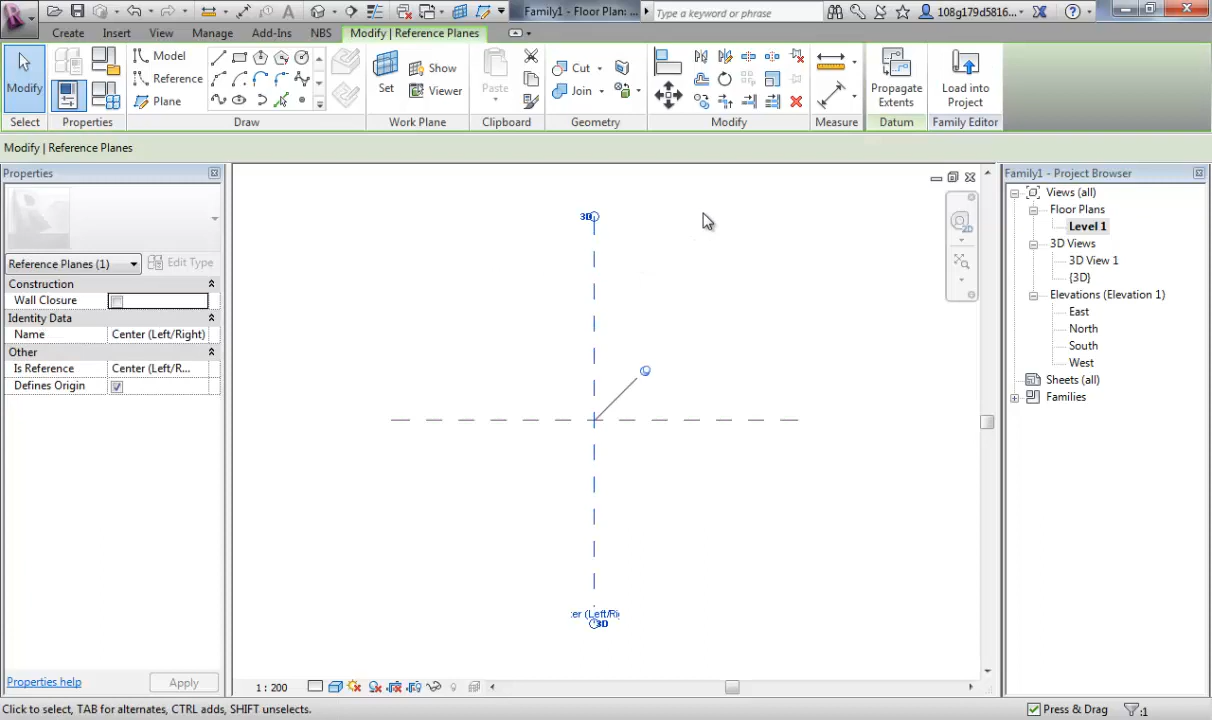 Family1 - Floor Plan: ...
Type a keyword or phrase
108g179d5816...
Create Insert View Manage Add-Ins NBS Modify | Reference Planes
Modify
Model
Reference
Plane
Set
Show
Viewer
Paste
Cut
Join
Propagate
Extents
Load into
Project
Select Properties Draw Work Plane Clipboard Geometry Modify Measure Datum Family Editor
Modify | Reference Planes
Properties
Reference Planes (1)
Edit Type
Construction
Wall Closure
Identity Data
Name Center (Left/Right)
Other
Is Reference Center (Left/R...
Defines Origin
Properties help
Apply
3D
2D
3D
1 : 200
Family1 - Project Browser
Views (all)
Floor Plans
Level 1
3D Views
3D View 1
{3D}
Elevations (Elevation 1)
East
North
South
West
Sheets (all)
Families
Click to select, TAB for alternates, CTRL adds, SHIFT unselects.
Press & Drag
:1